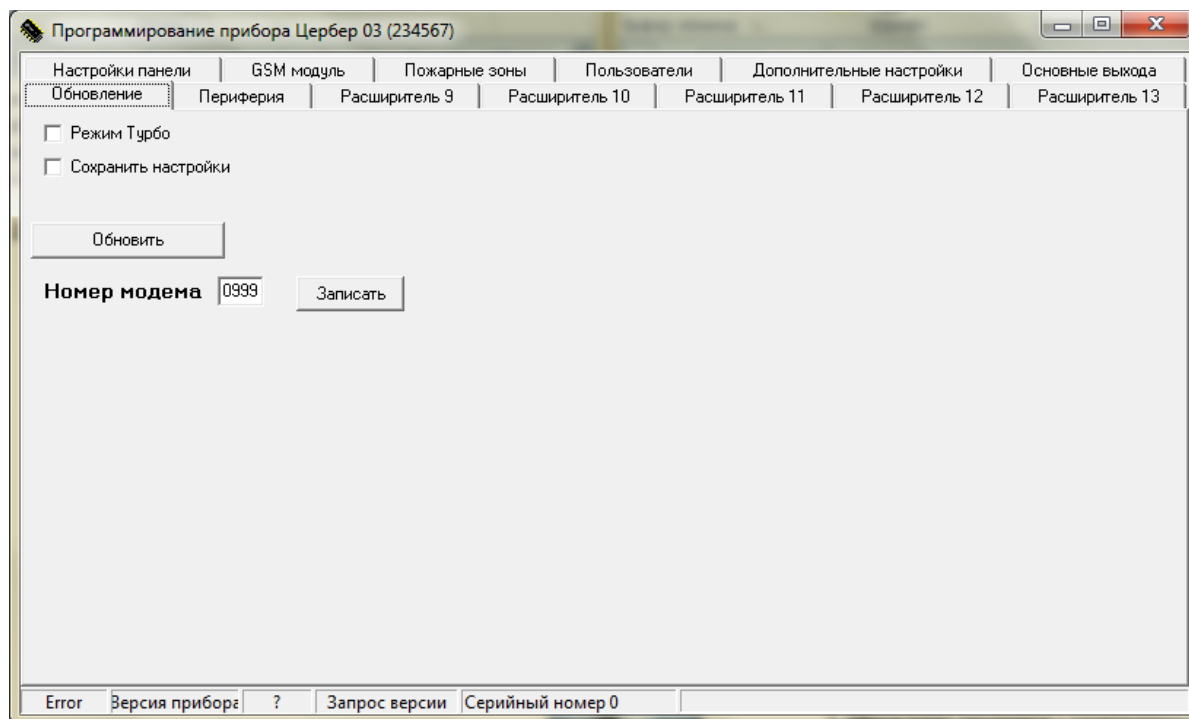 Программирование прибора Цербер 03 (234567)
Настройки панели GSM модуль Пожарные зоны Пользователи Дополнительные настройки Основные выхода
Обновление Периферия Расширитель 9 Расширитель 10 Расширитель 11 Расширитель 12 Расширитель 13
Режим Турбо
Сохранить настройки
Обновить
Номер модема 0999 Записать
Error Версия прибора ? Запрос версии Серийный номер 0